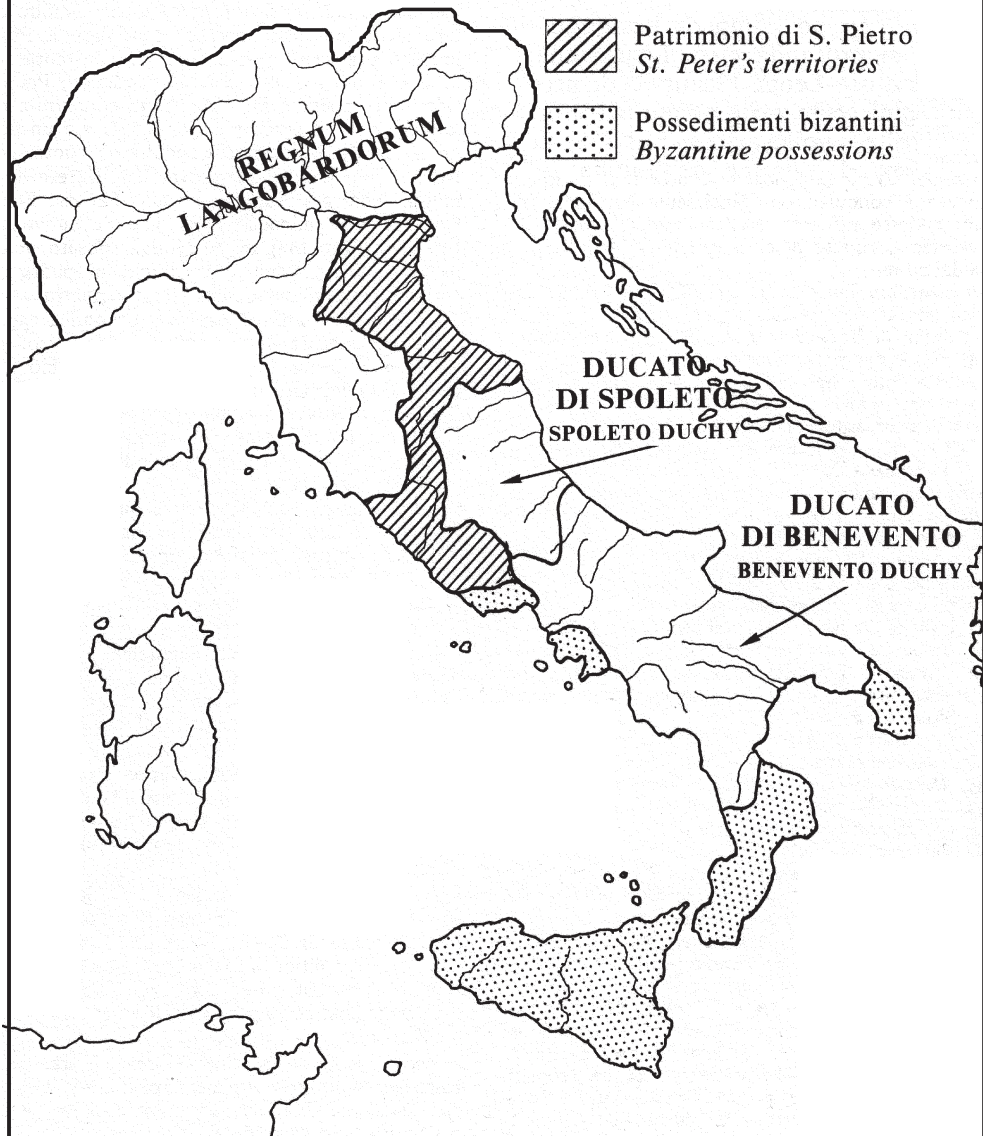 Patrimonio di S. Pietro
St. Peter's territories
Possedimenti bizantini
Byzantine possessions
REGNUM
LANGOBARDORUM
DUCATO
DI SPOLETO
SPOLETO DUCHY
DUCATO
DI BENEVENTO
BENEVENTO DUCHY